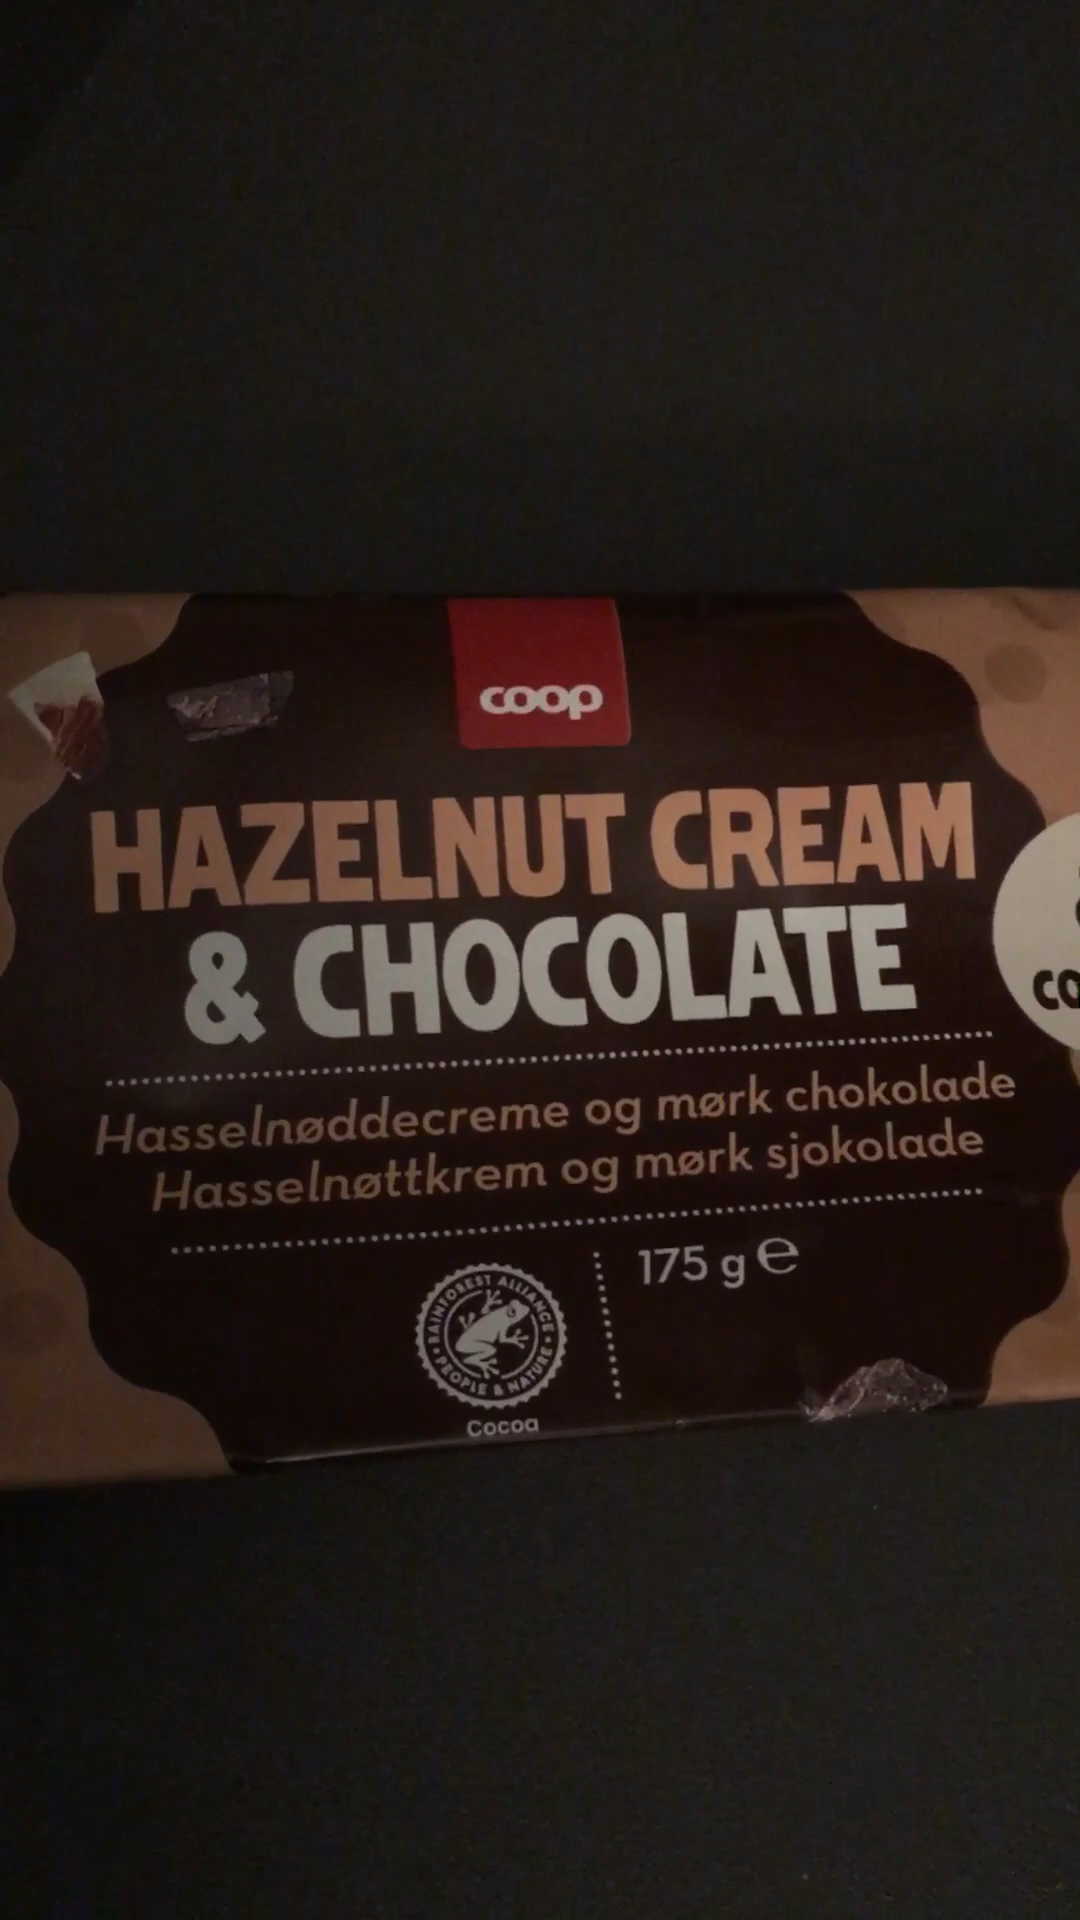 coop
HAZELNUT CREAM
& CHOCOLATE
Hasselnøddecreme og mørk chokolade
Hasselnøttkrem og mørk sjokolade
175 g e
RAINFOREST ALLIANCE
PEOPLE & NATURE
Cocoa